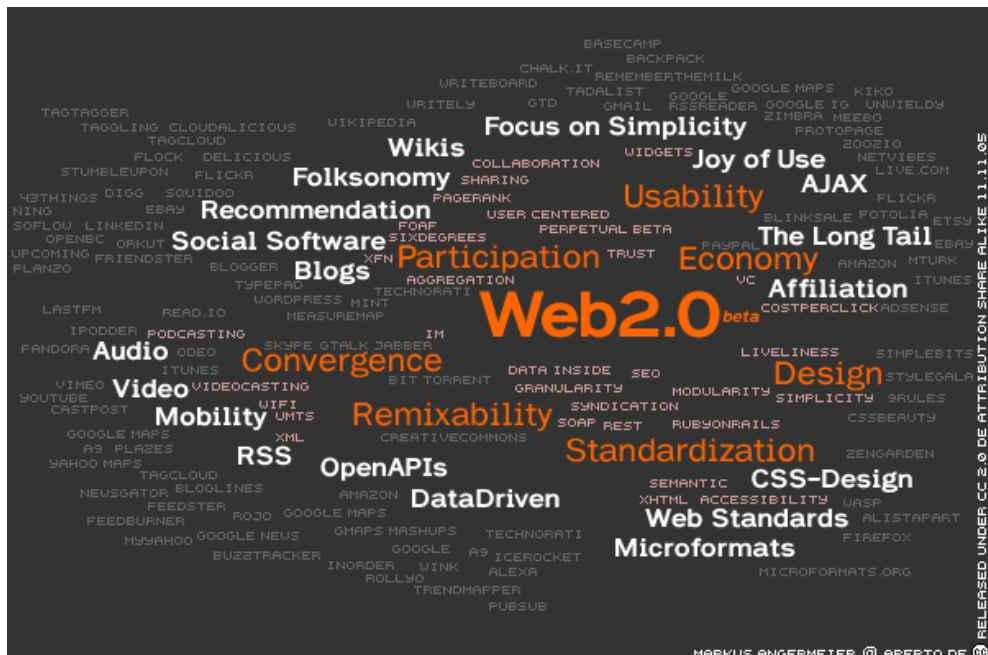 BASECAMP
BACKPACK
CHALK.IT REMEMBERTHEMILK
WRITEBOARD TADALIST GOOGLE GOOGLE MAPS KIKO
WRITELY GTD GMAIL RSSREADER GOOGLE IG UNWIELDY
TAGTAGGER ZIMBRA MEEBO
TAGGLING CLOUDALICIOUS WIKIPEDIA Focus on Simplicity PROTOPAGE
TAGCLOUD Wikis ZOOZIO
FLOCK DELICIOUS COLLABORATION WIDGETS Joy of Use NETVIBES
STUMBLEUPON FLICKR Folksonomy SHARING AJAX LIVE.COM
43THINGS DIGG SQUIDOO PAGERANK Usability FLICKR
NING EBAY Recommendation USER CENTERED BLINKSALE FOTOLIA ETSY
SOFLOW LINKEDIN FOAF PERPETUAL BETA
OPENBC ORKUT Social Software SIXDEGREES PAYPAL The Long Tail EBAY
UPCOMING FRIENDSTER XFN Participation TRUST Economy AMAZON MTURK
PLANZO BLOGGER Blogs AGGREGATION VC Affiliation ITUNES
TYPEPAD TECHNORATI
WORDPRESS MINT
LASTFM READ.IO MEASUREMAP Web2.0 beta COSTPERCLICK ADSENSE
IPODDER PODCASTING IM
PANDORA Audio ODEO SKYPE GTALK JABBER LIVELINESS SIMPLEBITS
ITUNES Convergence DATA INSIDE SEO Design STYLEGALA
VIMEO Video VIDEOCASTING BIT TORRENT GRANULARITY MODULARITY SIMPLICITY 9RULES
YOUTUBE
CASTPOST Mobility WIFI UMTS Remixability SYNDICATION CSSBEAUTY
SOAP REST RUBYONRAILS
GOOGLE MAPS XML CREATIVECOMMONS
A9 PLAZES RSS Standardization ZENGARDEN
YAHOO MAPS OpenAPIs
TAGCLOUD SEMANTIC CSS-Design
NEWSGATOR BLOGLINES AMAZON DataDriven XHTML ACCESSIBILITY WASP
FEEDSTER ROJO GOOGLE MAPS
FEEDBURNER Web Standards ALISTAPART
MYYAHOO GOOGLE NEWS GMAPS MASHUPS TECHNORATI FIREFOX
BUZZTRACKER GOOGLE A9 ICEROCKET Microformats
INORDER WINK ALEXA MICROFORMATS.ORG
ROLLYO
TRENDMAPPER
PUBSUB
MARKUS ANGERMEIER @ APERTO.DE
RELEASED UNDER CC 2.0 DE ATTRIBUTION SHARE ALIKE 11.11.05